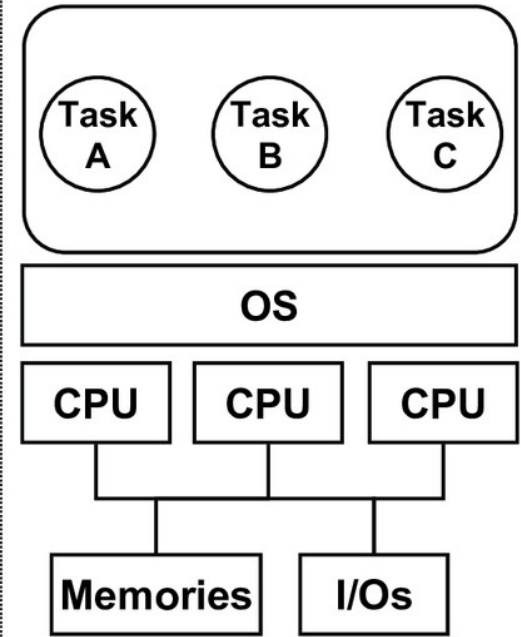 Task
A
Task
B
Task
C
OS
CPU
CPU
CPU
Memories
I/Os